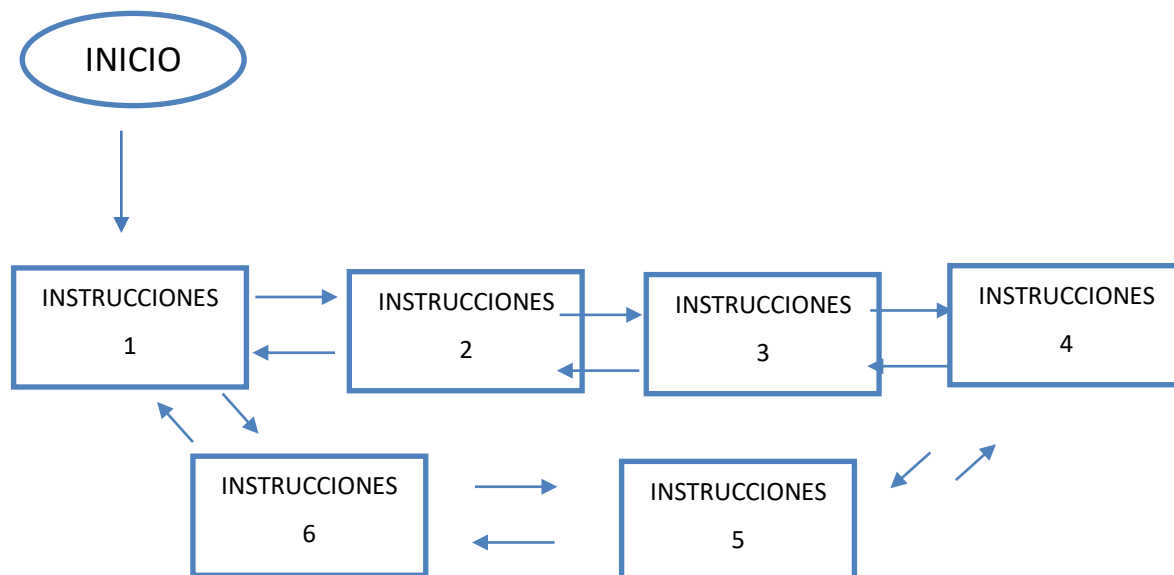 INICIO
INSTRUCCIONES
1
INSTRUCCIONES
2
INSTRUCCIONES
3
INSTRUCCIONES
4
INSTRUCCIONES
6
INSTRUCCIONES
5